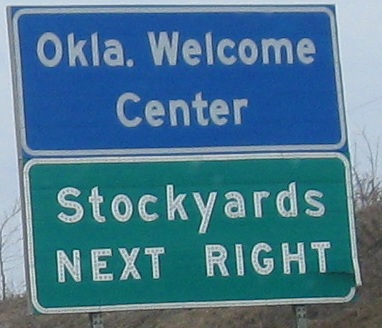 Okla. Welcome
Center
Stockyards
NEXT RIGHT